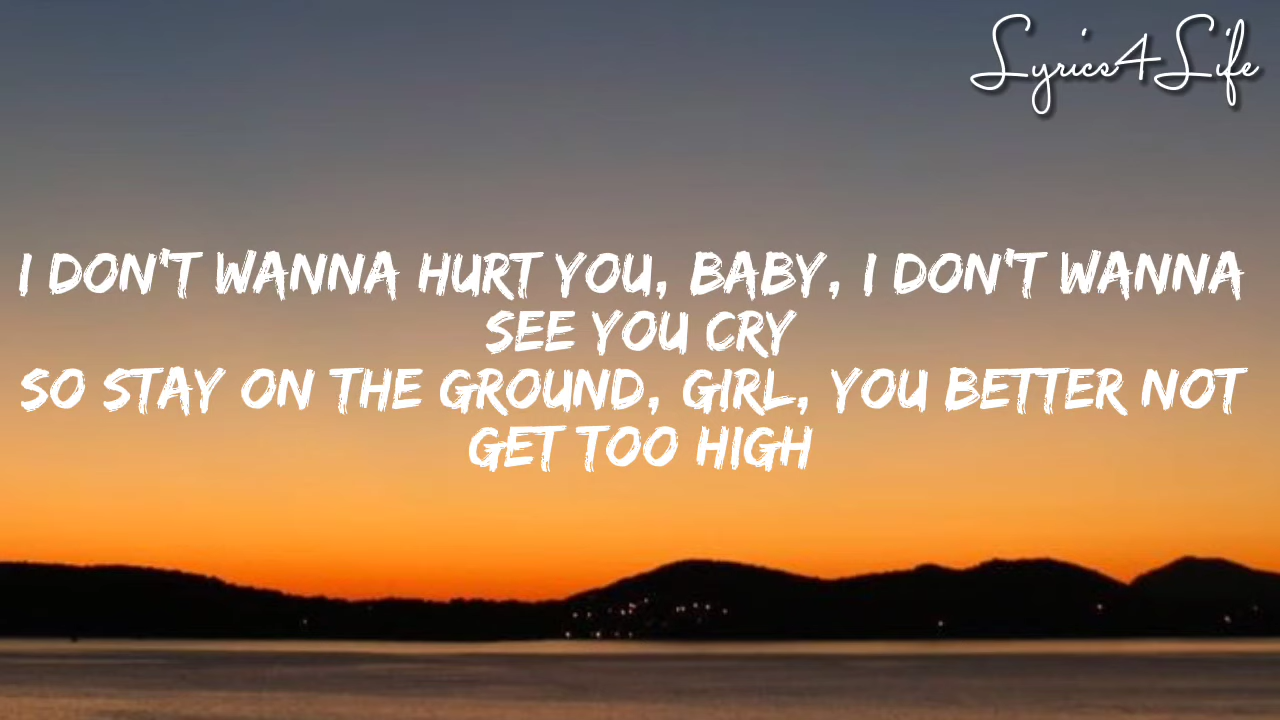 Lyrics4Life
I DON'T WANNA HURT YOU, BABY, I DON'T WANNA
SEE YOU CRY
SO STAY ON THE GROUND, GIRL, YOU BETTER NOT
GET TOO HIGH